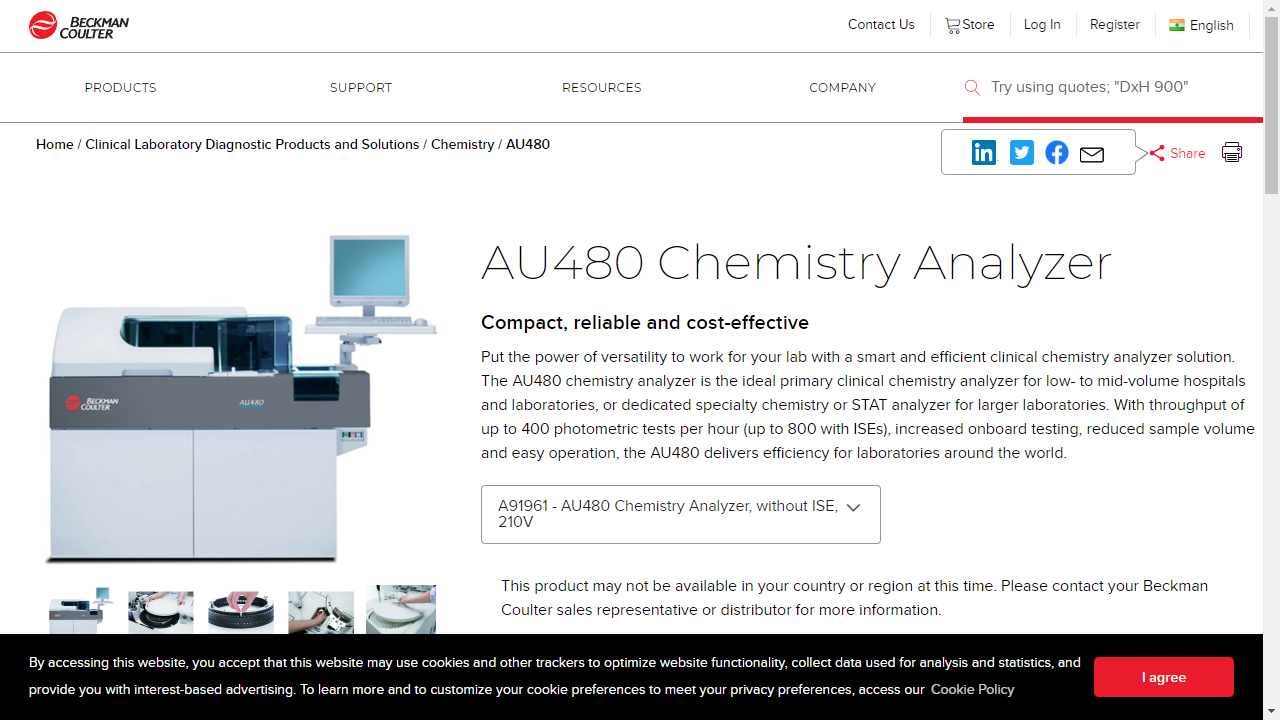 BECKMAN
COULTER
Contact Us
Store
Log In
Register
English
PRODUCTS
SUPPORT
RESOURCES
COMPANY
Try using quotes; "DxH 900"
Home / Clinical Laboratory Diagnostic Products and Solutions / Chemistry / AU480
in
Share
AU480 Chemistry Analyzer
Compact, reliable and cost-effective
Put the power of versatility to work for your lab with a smart and efficient clinical chemistry analyzer solution.
The AU480 chemistry analyzer is the ideal primary clinical chemistry analyzer for low- to mid-volume hospitals
and laboratories, or dedicated specialty chemistry or STAT analyzer for larger laboratories. With throughput of
up to 400 photometric tests per hour (up to 800 with ISEs), increased onboard testing, reduced sample volume
and easy operation, the AU480 delivers efficiency for laboratories around the world.
BECKMAN
COULTER
AU480
A91961 - AU480 Chemistry Analyzer, without ISE,
210V
This product may not be available in your country or region at this time. Please contact your Beckman
Coulter sales representative or distributor for more information.
By accessing this website, you accept that this website may use cookies and other trackers to optimize website functionality, collect data used for analysis and statistics, and
provide you with interest-based advertising. To learn more and to customize your cookie preferences to meet your privacy preferences, access our Cookie Policy
I agree